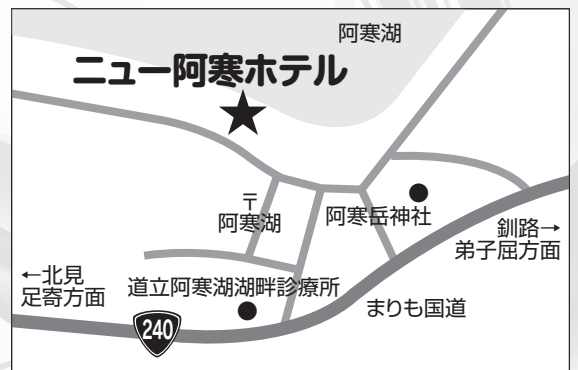 阿寒湖
ニュー阿寒ホテル
〒
阿寒湖
阿寒岳神社
釧路→
弟子屈方面
←北見
足寄方面
道立阿寒湖湖畔診療所
まりも国道
240